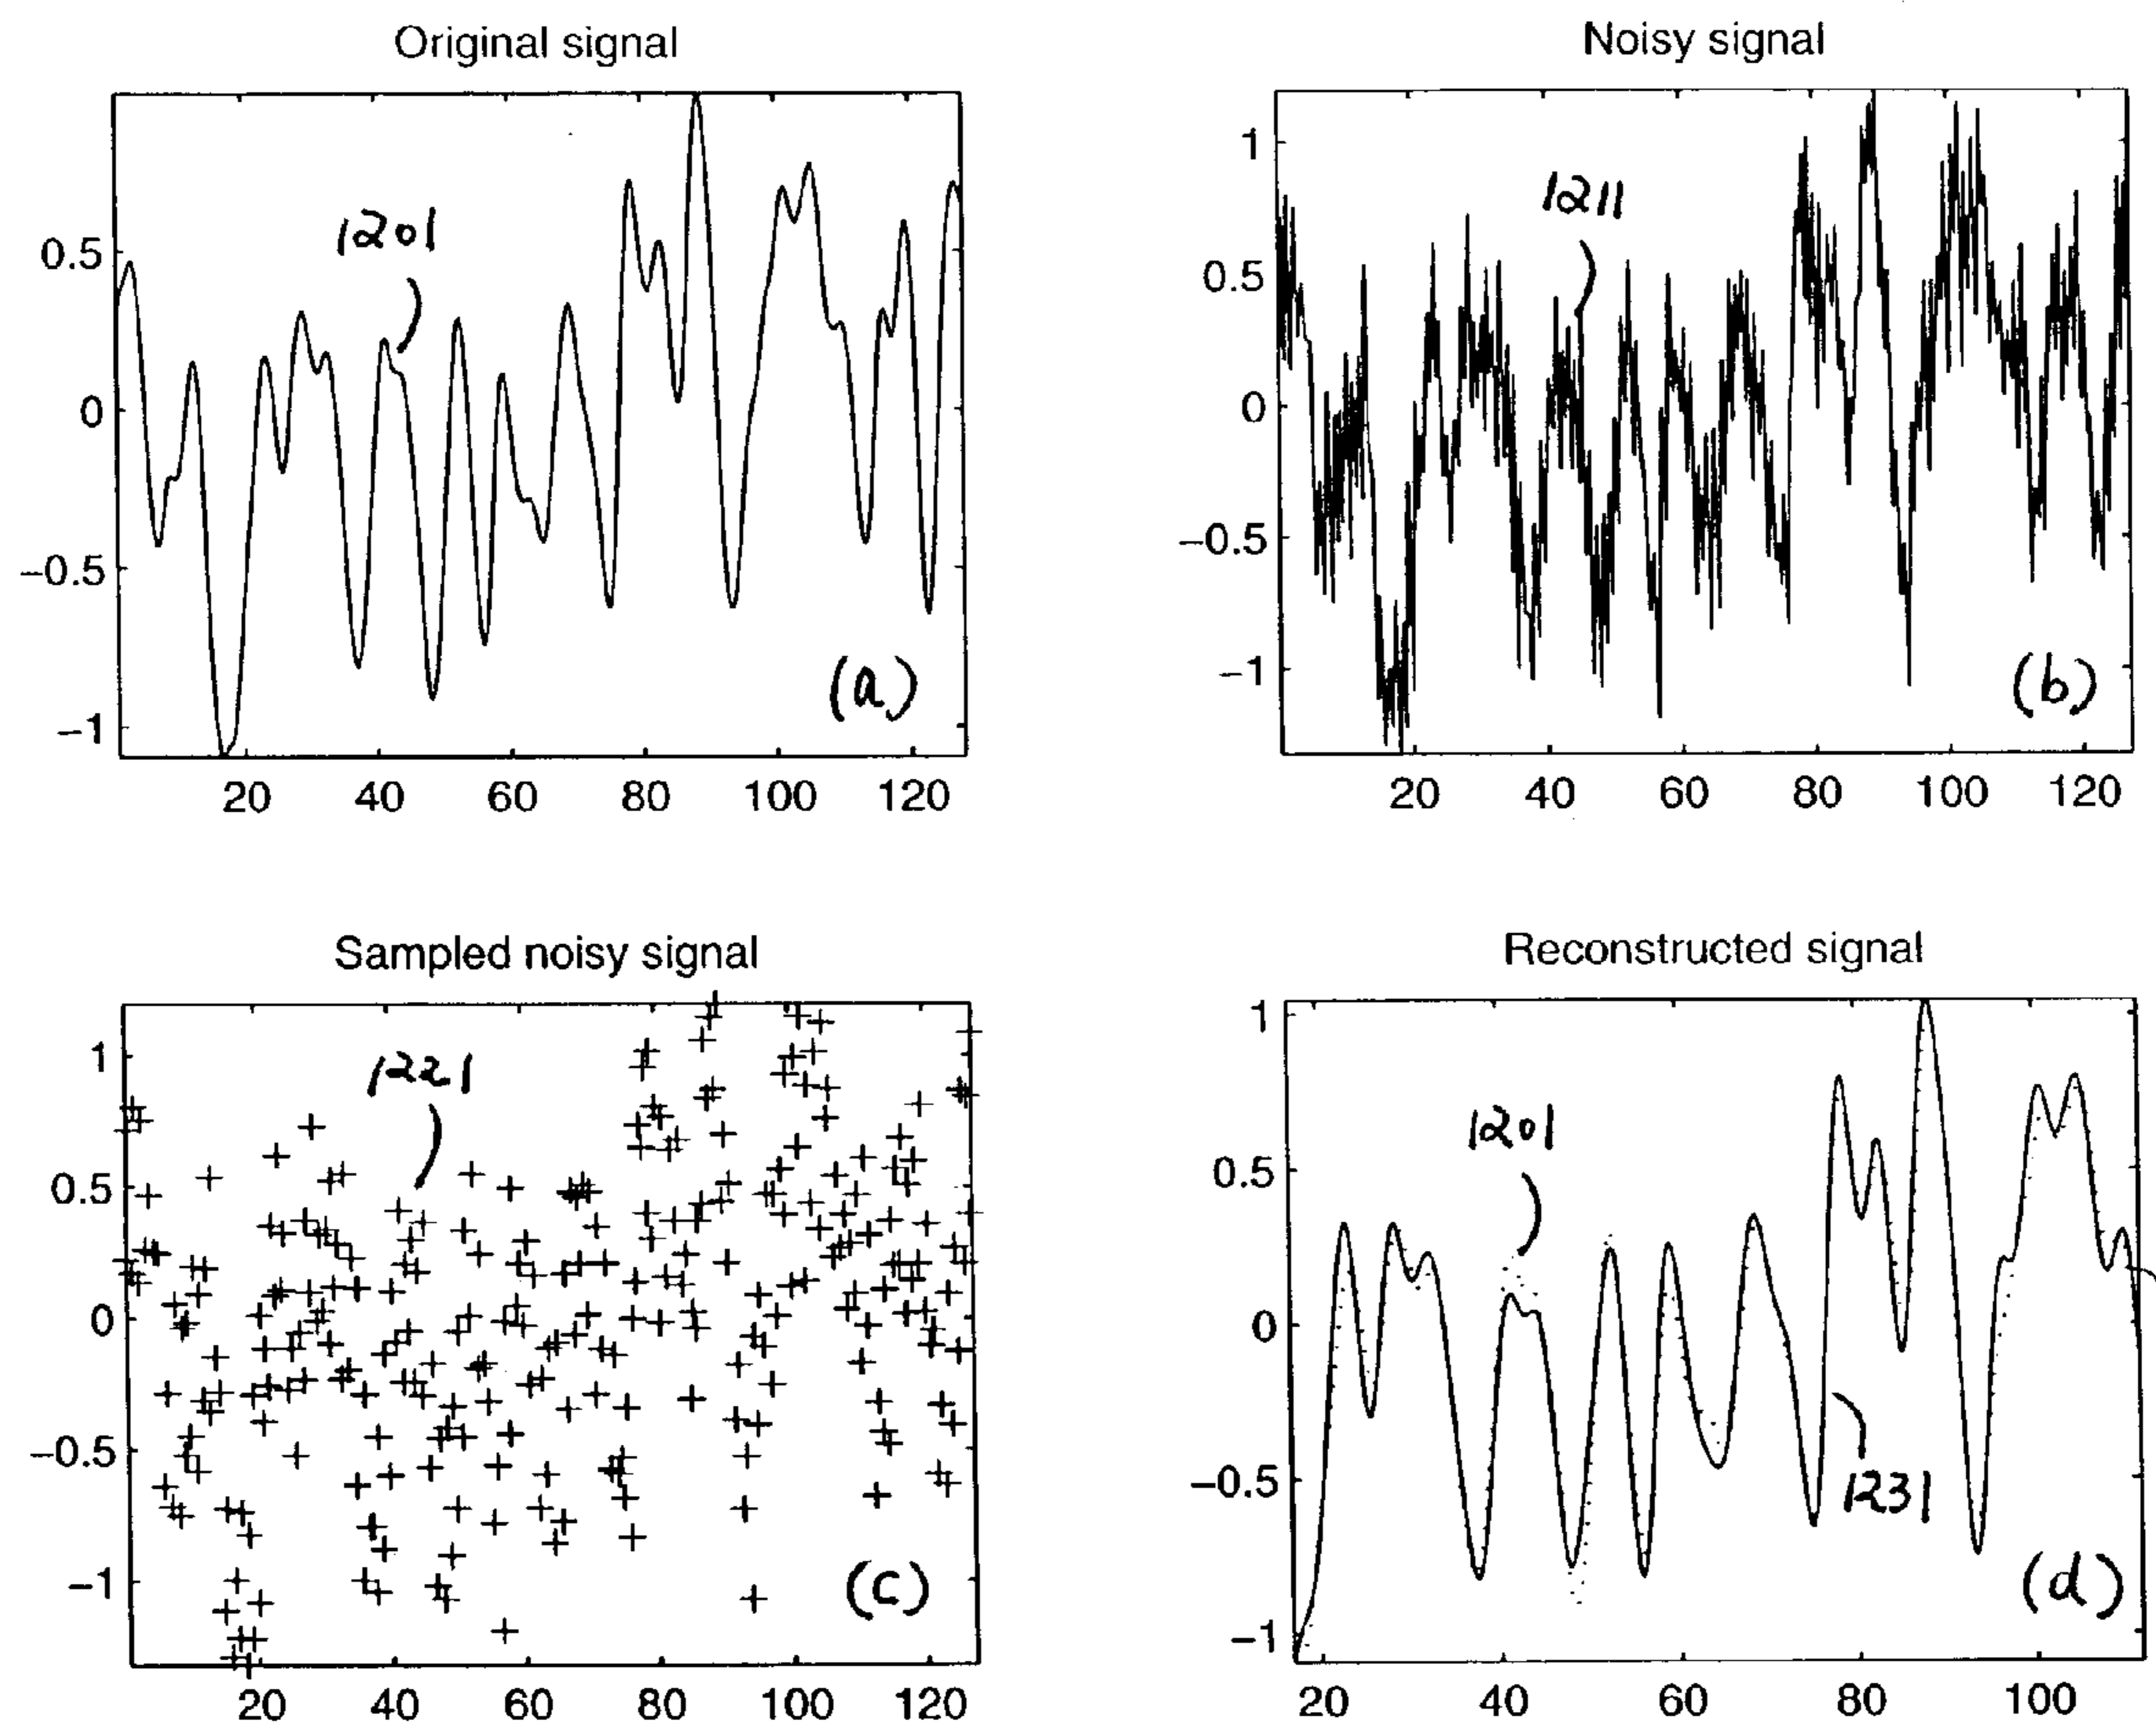 Original signal
0.5
0
−0.5
−1
20 40 60 80 100 120
1201
(a)
Noisy signal
1
0.5
0
−0.5
−1
20 40 60 80 100 120
1211
(b)
Sampled noisy signal
1
0.5
0
−0.5
−1
20 40 60 80 100 120
1221
(c)
Reconstructed signal
1
0.5
0
−0.5
−1
20 40 60 80 100
1201
1231
(d)